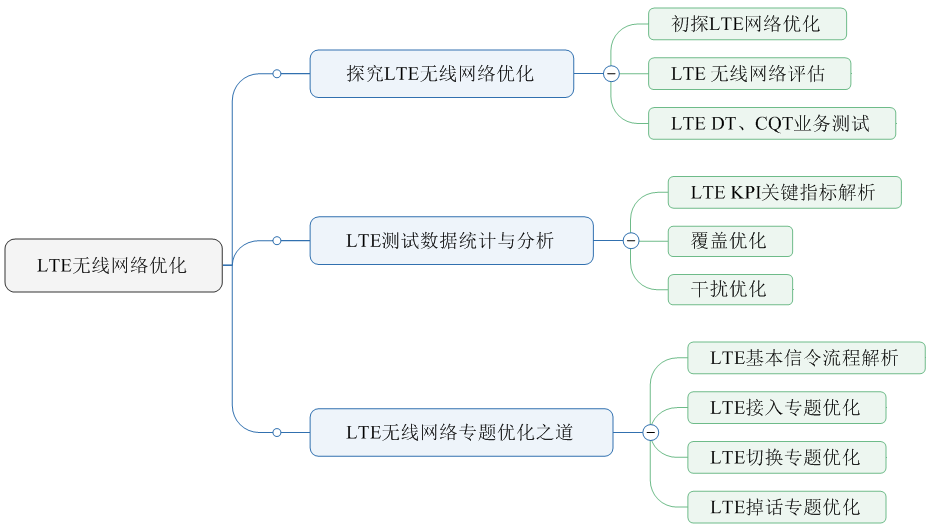 LTE无线网络优化
探究LTE无线网络优化
初探LTE网络优化
LTE 无线网络评估
LTE DT、CQT业务测试
LTE测试数据统计与分析
LTE KPI关键指标解析
覆盖优化
干扰优化
LTE无线网络专题优化之道
LTE基本信令流程解析
LTE接入专题优化
LTE切换专题优化
LTE掉话专题优化